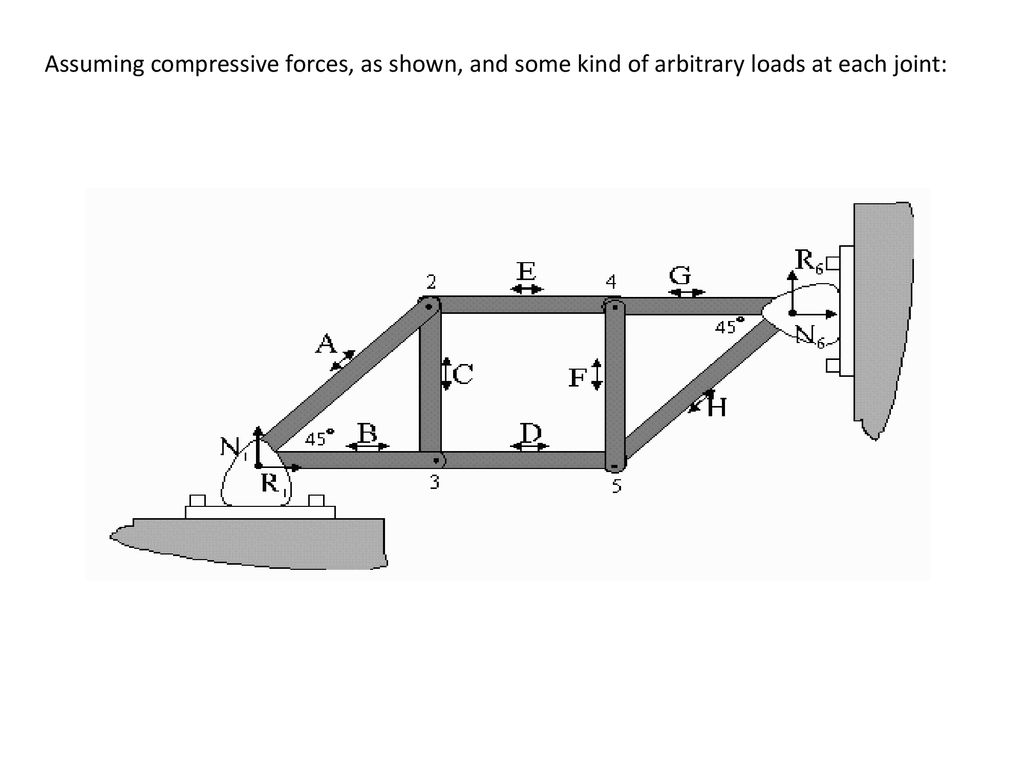 Assuming compressive forces, as shown, and some kind of arbitrary loads at each joint:
R6
E
2
4
G
45°
N6
A
C
F
H
N1
45°
B
D
R1
3
5